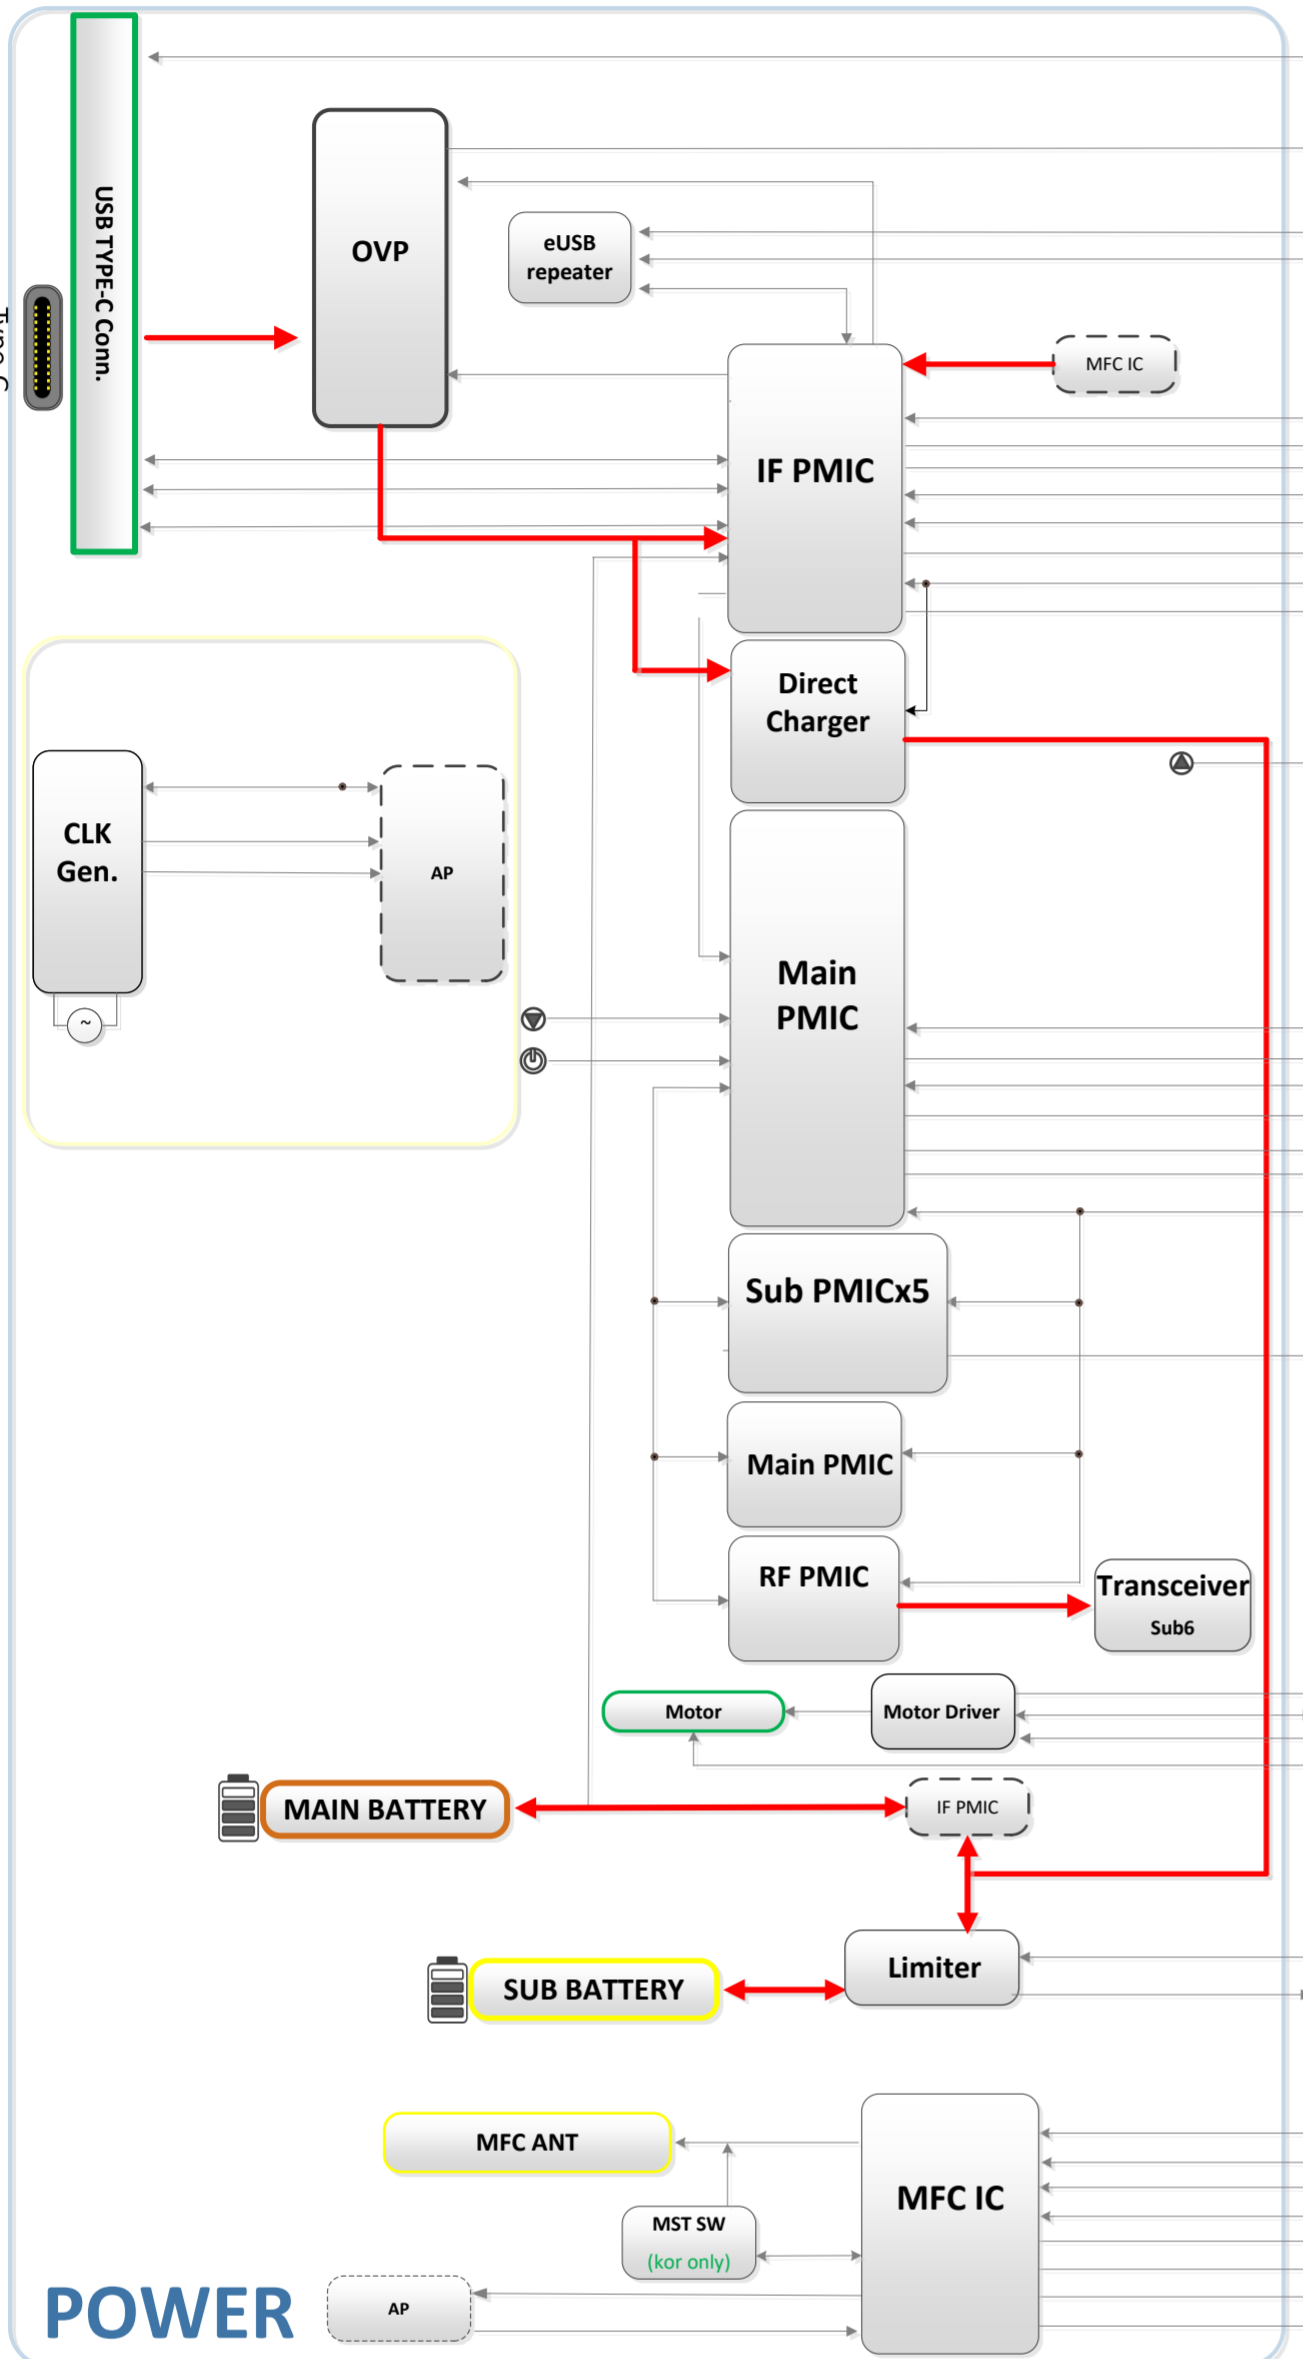 USB TYPE-C Conn.
OVP
eUSB
repeater
MFC IC
IF PMIC
Direct
Charger
CLK
Gen.
AP
~
Main
PMIC
Sub PMICx5
Main PMIC
RF PMIC
Transceiver
Sub6
Motor
Motor Driver
MAIN BATTERY
IF PMIC
Limiter
SUB BATTERY
MFC ANT
MFC IC
MST SW
(kor only)
AP
POWER